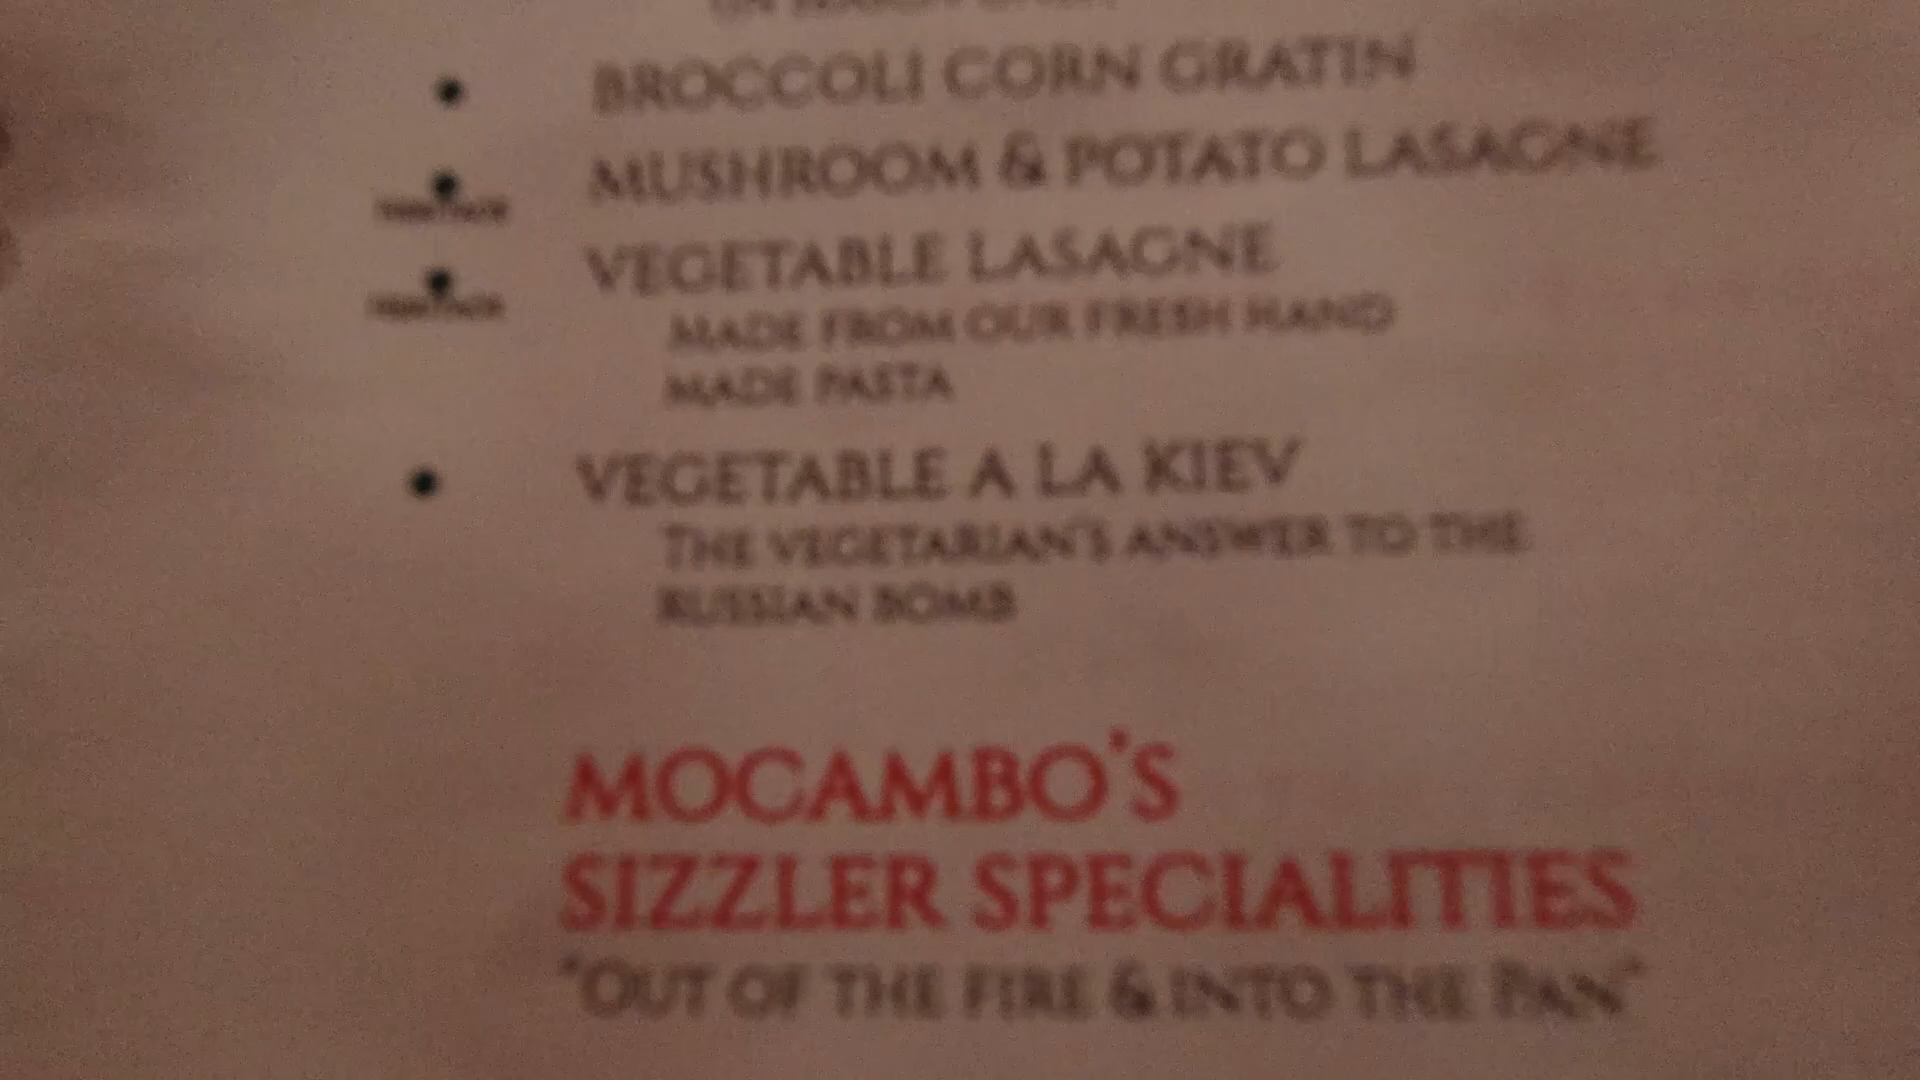 BROCCOLI CORN GRATIN
MUSHROOM & POTATO LASAGNE
VEGETABLE LASAGNE
MADE FROM OUR FRESH HAND
MADE PASTA
VEGETABLE A LA KIEV
THE VEGETARIAN'S ANSWER TO THE
RUSSIAN BOMB
MOCAMBO'S
SIZZLER SPECIALITIES
"OUT OF THE FIRE & INTO THE PAN"